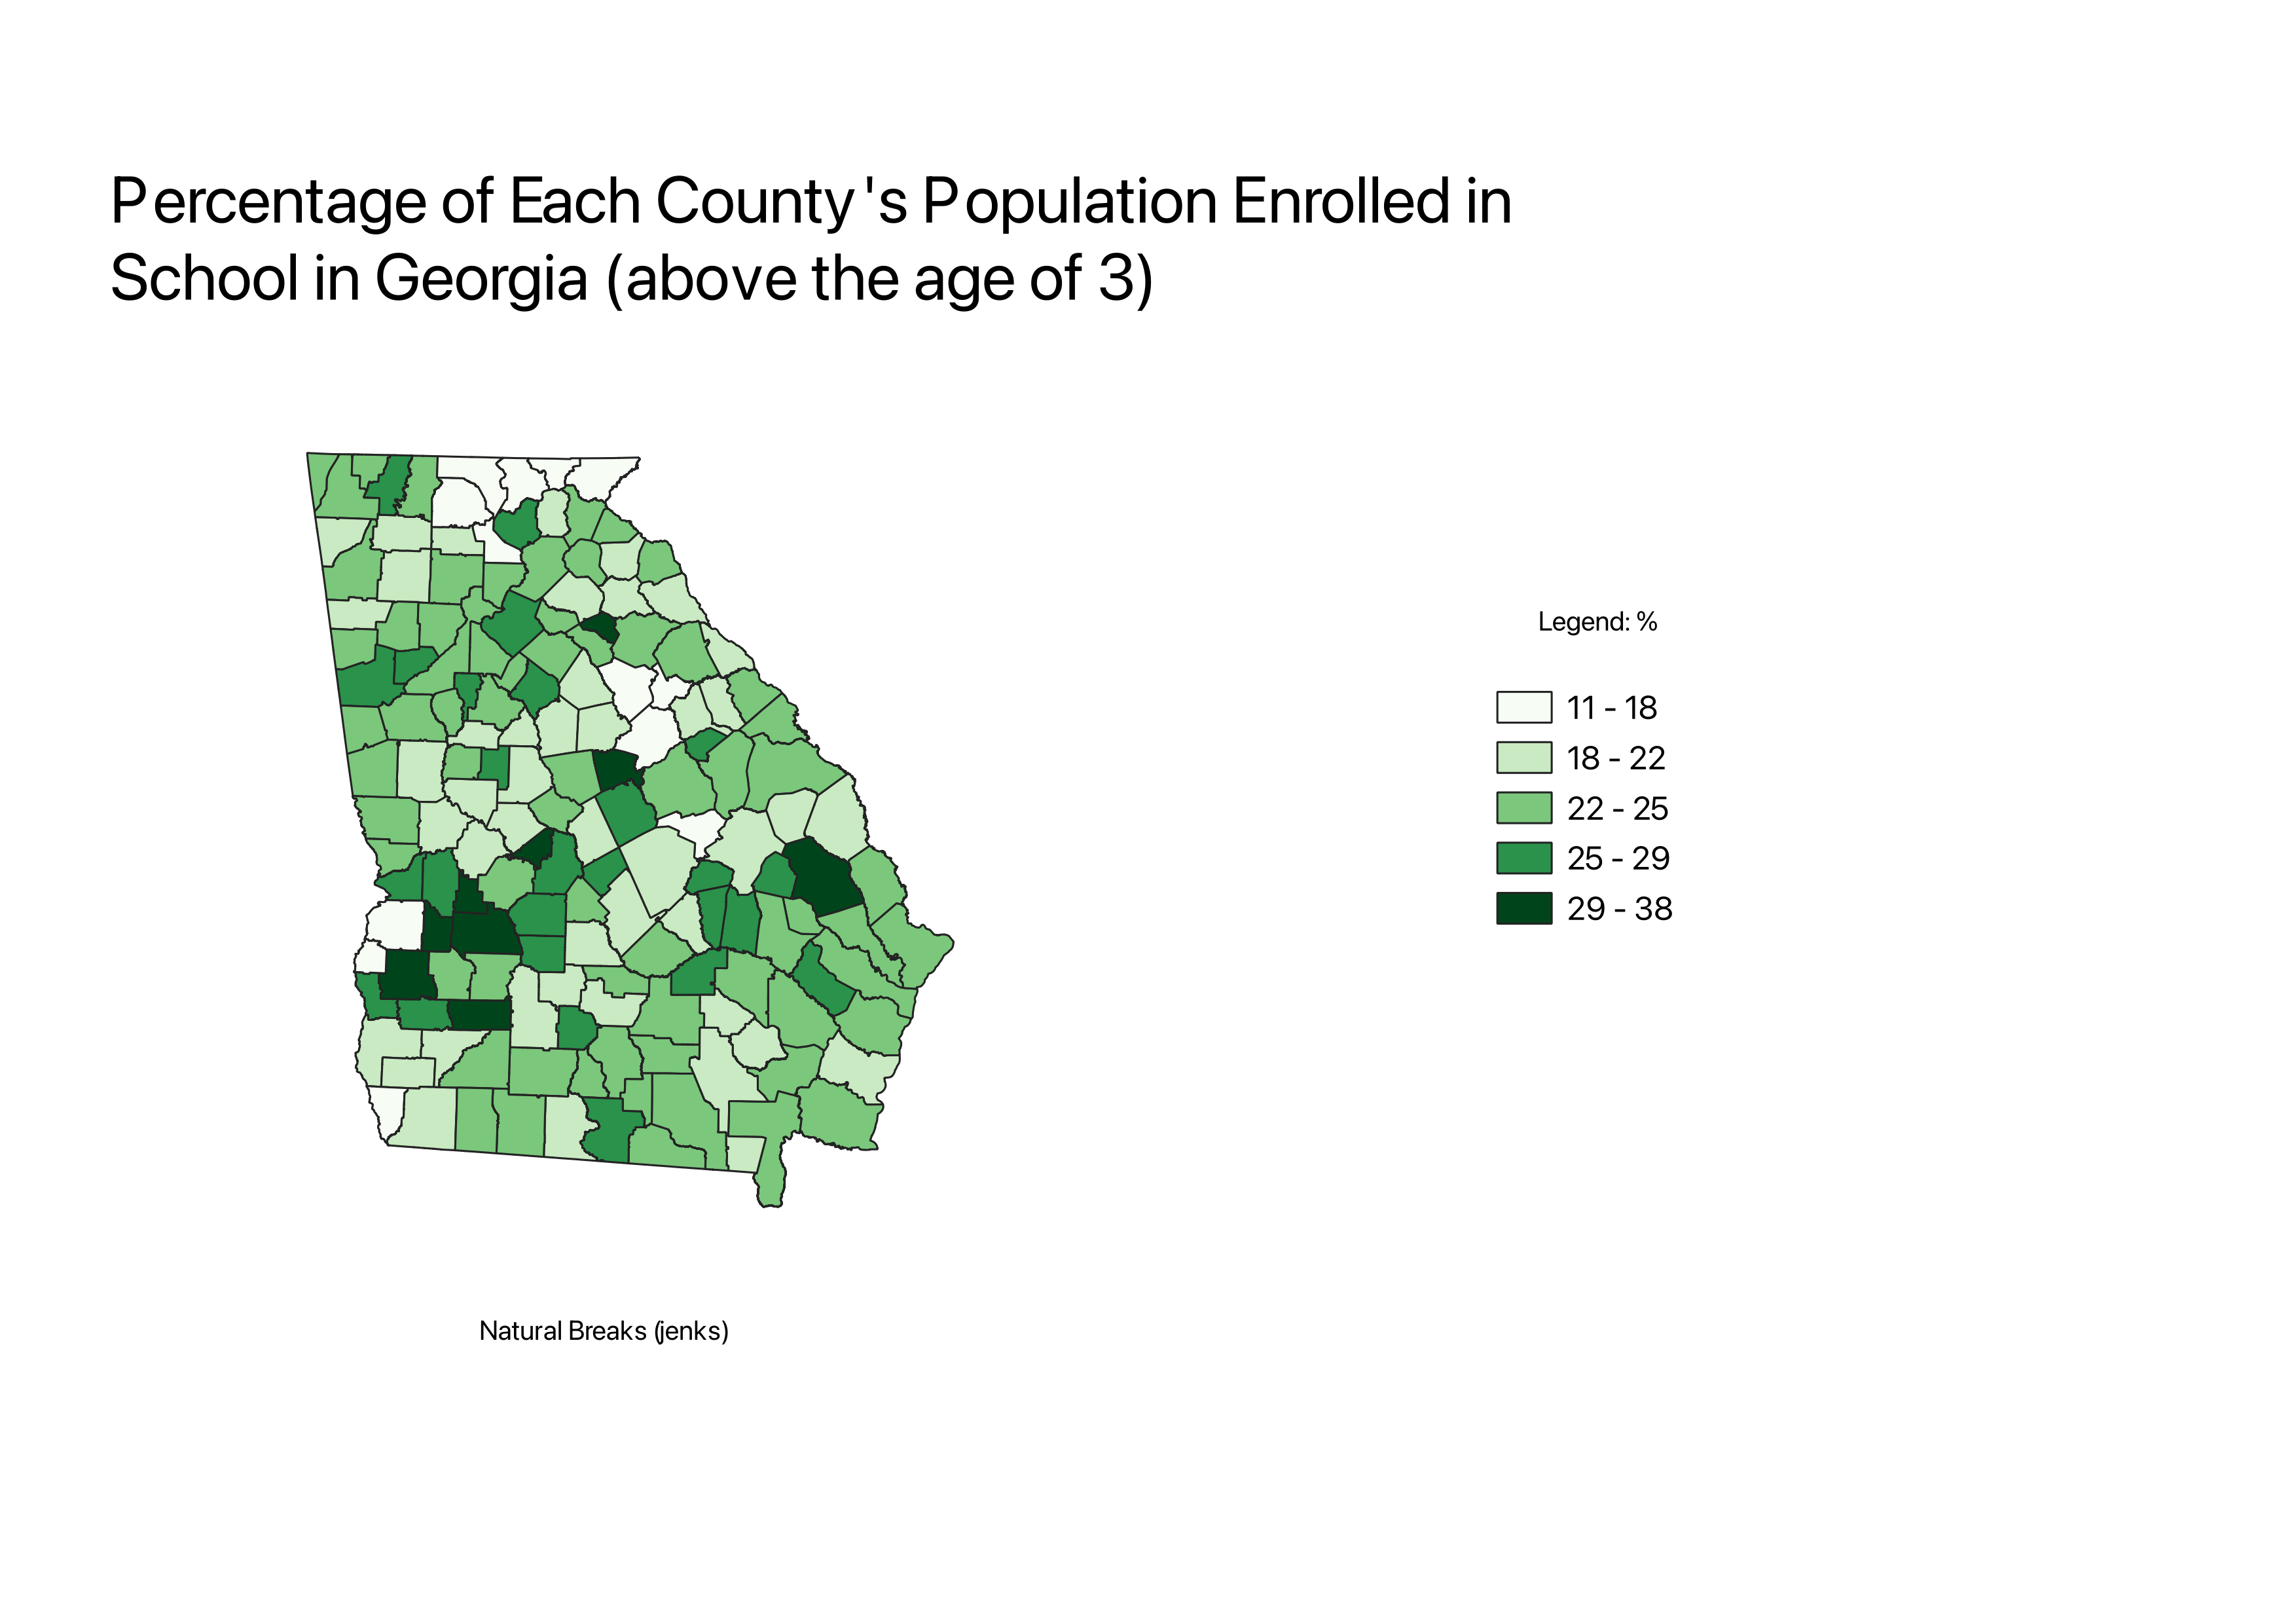 Percentage of Each County's Population Enrolled in
School in Georgia (above the age of 3)
Legend: %
11 - 18
18 - 22
22 - 25
25 - 29
29 - 38
Natural Breaks (jenks)